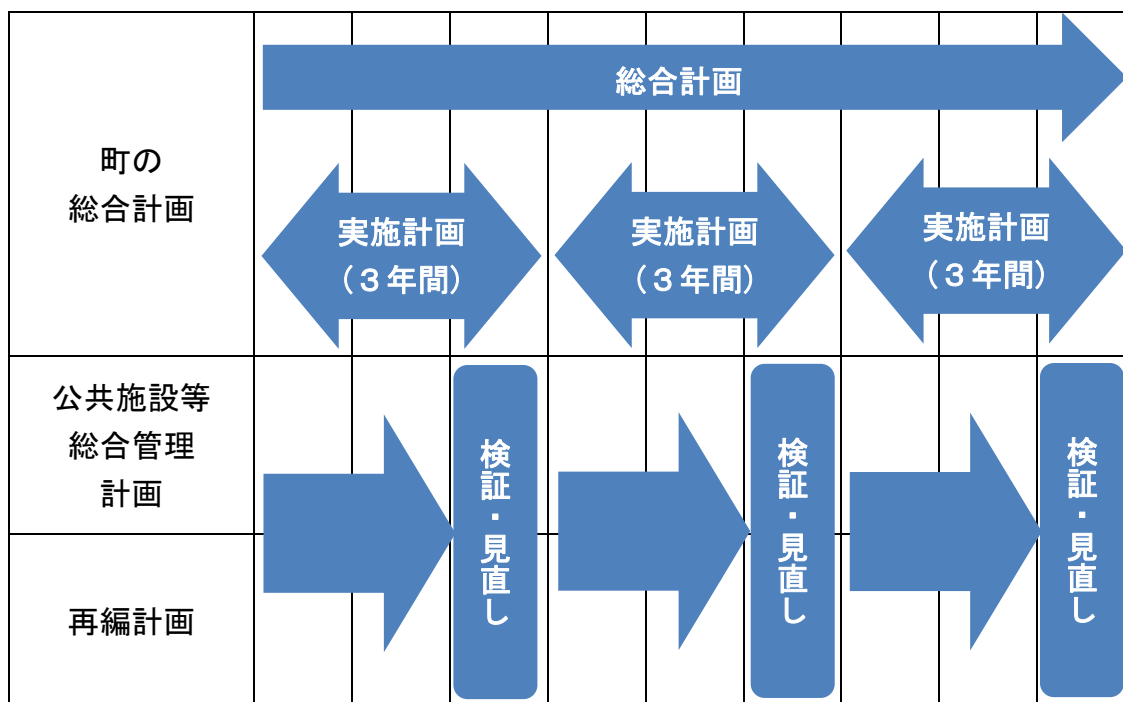 町の
総合計画
総合計画
実施計画
(３年間)
実施計画
(３年間)
実施計画
(３年間)
公共施設等
総合管理
計画
再編計画
検証・見直し
検証・見直し
検証・見直し